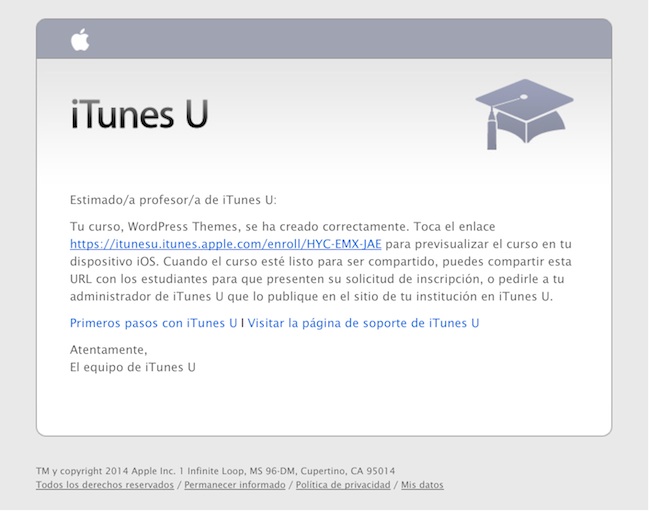 iTunes U
Estimado/a profesor/a de iTunes U:
Tu curso, WordPress Themes, se ha creado correctamente. Toca el enlace
https://itunesu.itunes.apple.com/enroll/HYC-EMX-JAE para previsualizar el curso en tu
dispositivo iOS. Cuando el curso esté listo para ser compartido, puedes compartir esta
URL con los estudiantes para que presenten su solicitud de inscripción, o pedirle a tu
administrador de iTunes U que lo publique en el sitio de tu institución en iTunes U.
Primeros pasos con iTunes U | Visitar la página de soporte de iTunes U
Atentamente,
El equipo de iTunes U
TM y copyright 2014 Apple Inc. 1 Infinite Loop, MS 96-DM, Cupertino, CA 95014
Todos los derechos reservados / Permanecer informado / Política de privacidad / Mis datos